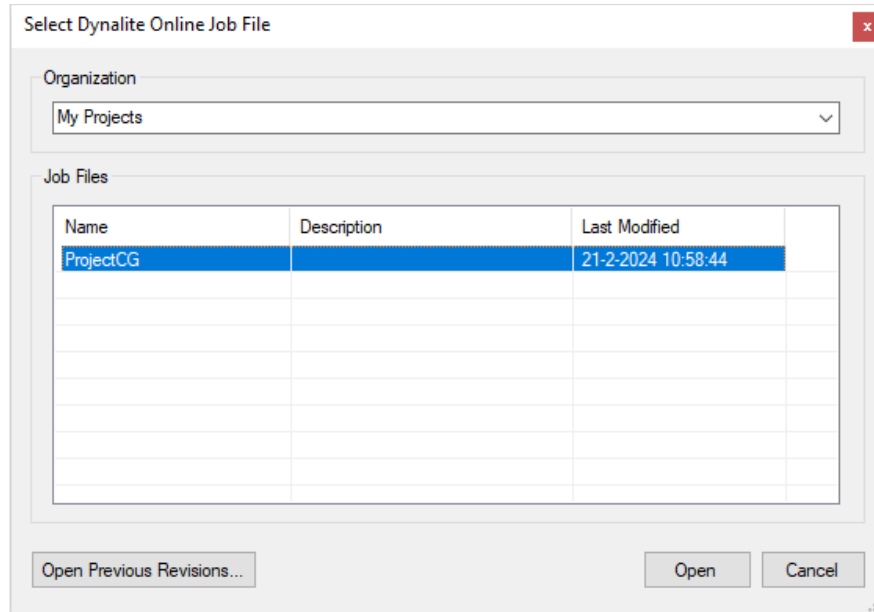 Select Dynalite Online Job File
x
Organization
My Projects
Job Files
Name Description Last Modified
ProjectCG 21-2-2024 10:58:44
Open Previous Revisions... Open Cancel